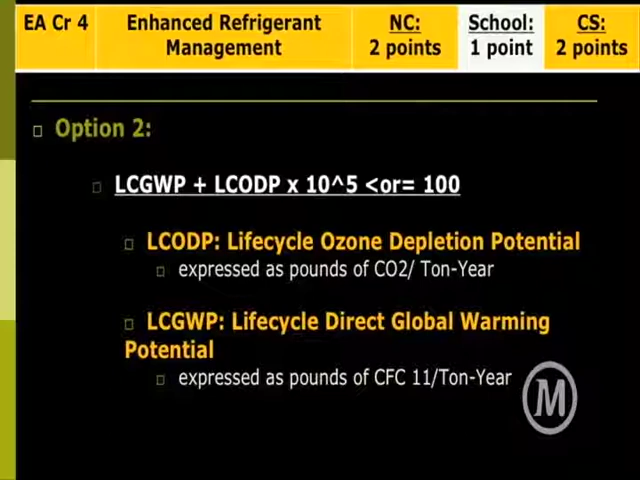 EA Cr 4
Enhanced Refrigerant
Management
NC:
2 points
School:
1 point
CS:
2 points
Option 2:
LCGWP + LCODP x 10^5 <or= 100
LCODP: Lifecycle Ozone Depletion Potential
expressed as pounds of CO2/ Ton-Year
LCGWP: Lifecycle Direct Global Warming
Potential
expressed as pounds of CFC 11/Ton-Year
M